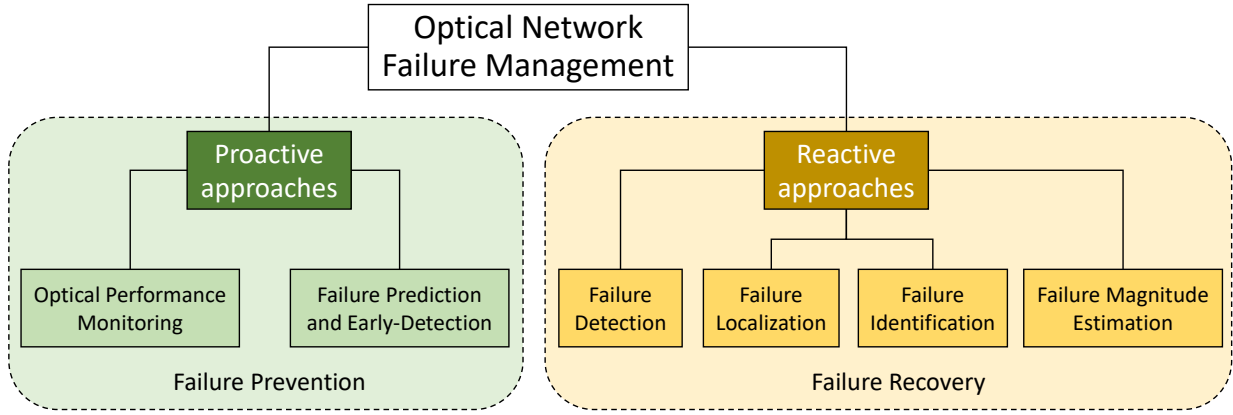 Optical Network
Failure Management
Proactive
approaches
Reactive
approaches
Optical Performance
Monitoring
Failure Prediction
and Early-Detection
Failure
Detection
Failure
Localization
Failure
Identification
Failure Magnitude
Estimation
Failure Prevention
Failure Recovery